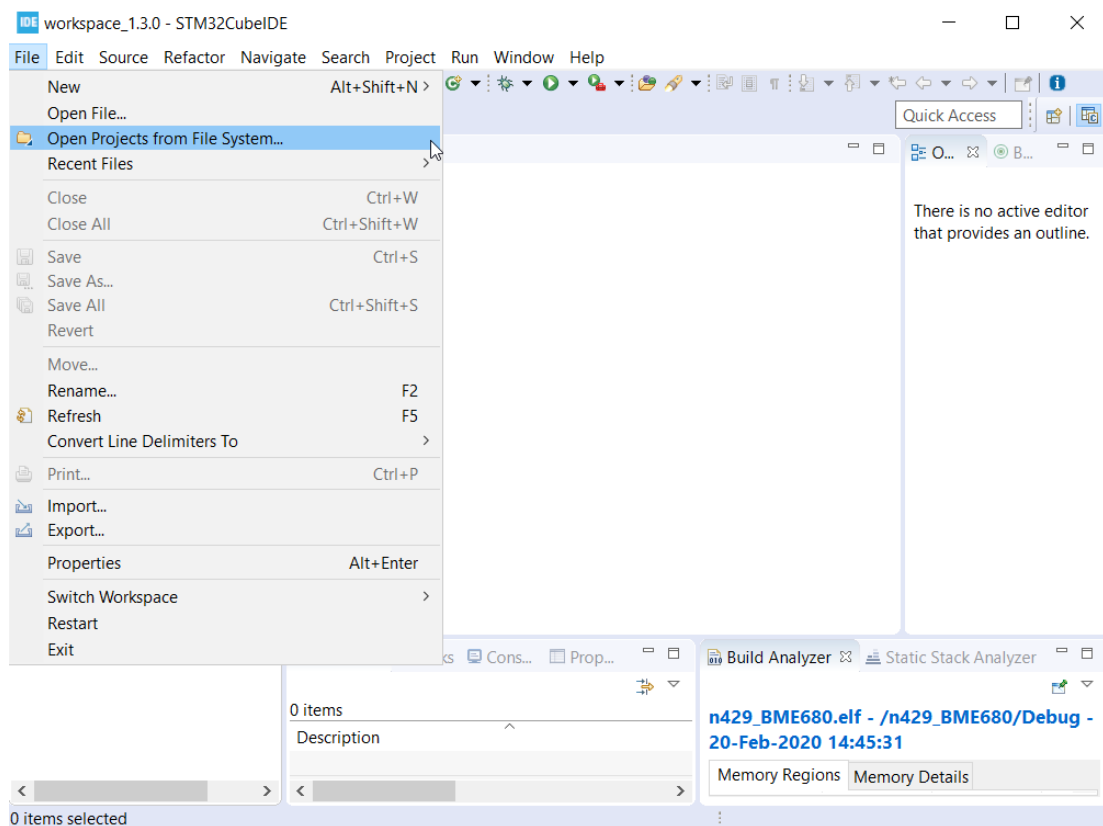 IDE workspace_1.3.0 - STM32CubeIDE
File Edit Source Refactor Navigate Search Project Run Window Help
New Alt+Shift+N >
Open File...
Quick Access
Open Projects from File System...
Recent Files >
O... B...
Close Ctrl+W
Close All Ctrl+Shift+W
There is no active editor
that provides an outline.
Save Ctrl+S
Save As...
Save All Ctrl+Shift+S
Revert
Move...
Rename... F2
Refresh F5
Convert Line Delimiters To >
Print... Ctrl+P
Import...
Export...
Properties Alt+Enter
Switch Workspace >
Restart
Exit
ks Cons... Prop...
Build Analyzer Static Stack Analyzer
0 items
Description
n429_BME680.elf - /n429_BME680/Debug -
20-Feb-2020 14:45:31
Memory Regions Memory Details
0 items selected